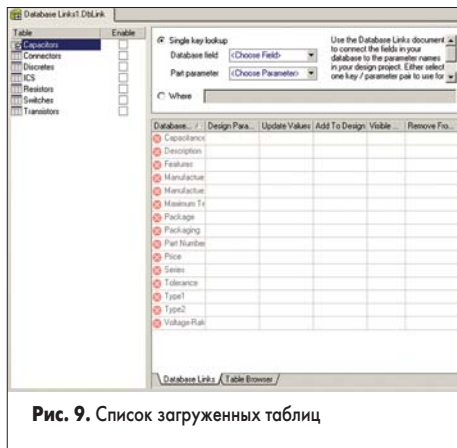 Database Links1.DbLink
Table Enable
Capacitors
Connectors
Discretes
ICS
Resistors
Switches
Transistors
Single key lookup
Database field <Choose Field>
Part parameter <Choose Parameter>
Where
Use the Database Links document
to connect the fields in your
database to the parameter names
in your design project. Either select
one key / parameter pair to use for
Database... / Design Para... Update Values Add To Design Visible ... Remove Fro...
Capacitance
Description
Features
Manufactue
Manufactue
Maximum Te
Package
Packaging
Part Number
Price
Series
Tolerance
Type1
Type2
Voltage-Rati
Database Links / Table Browser /
Рис. 9. Список загруженных таблиц